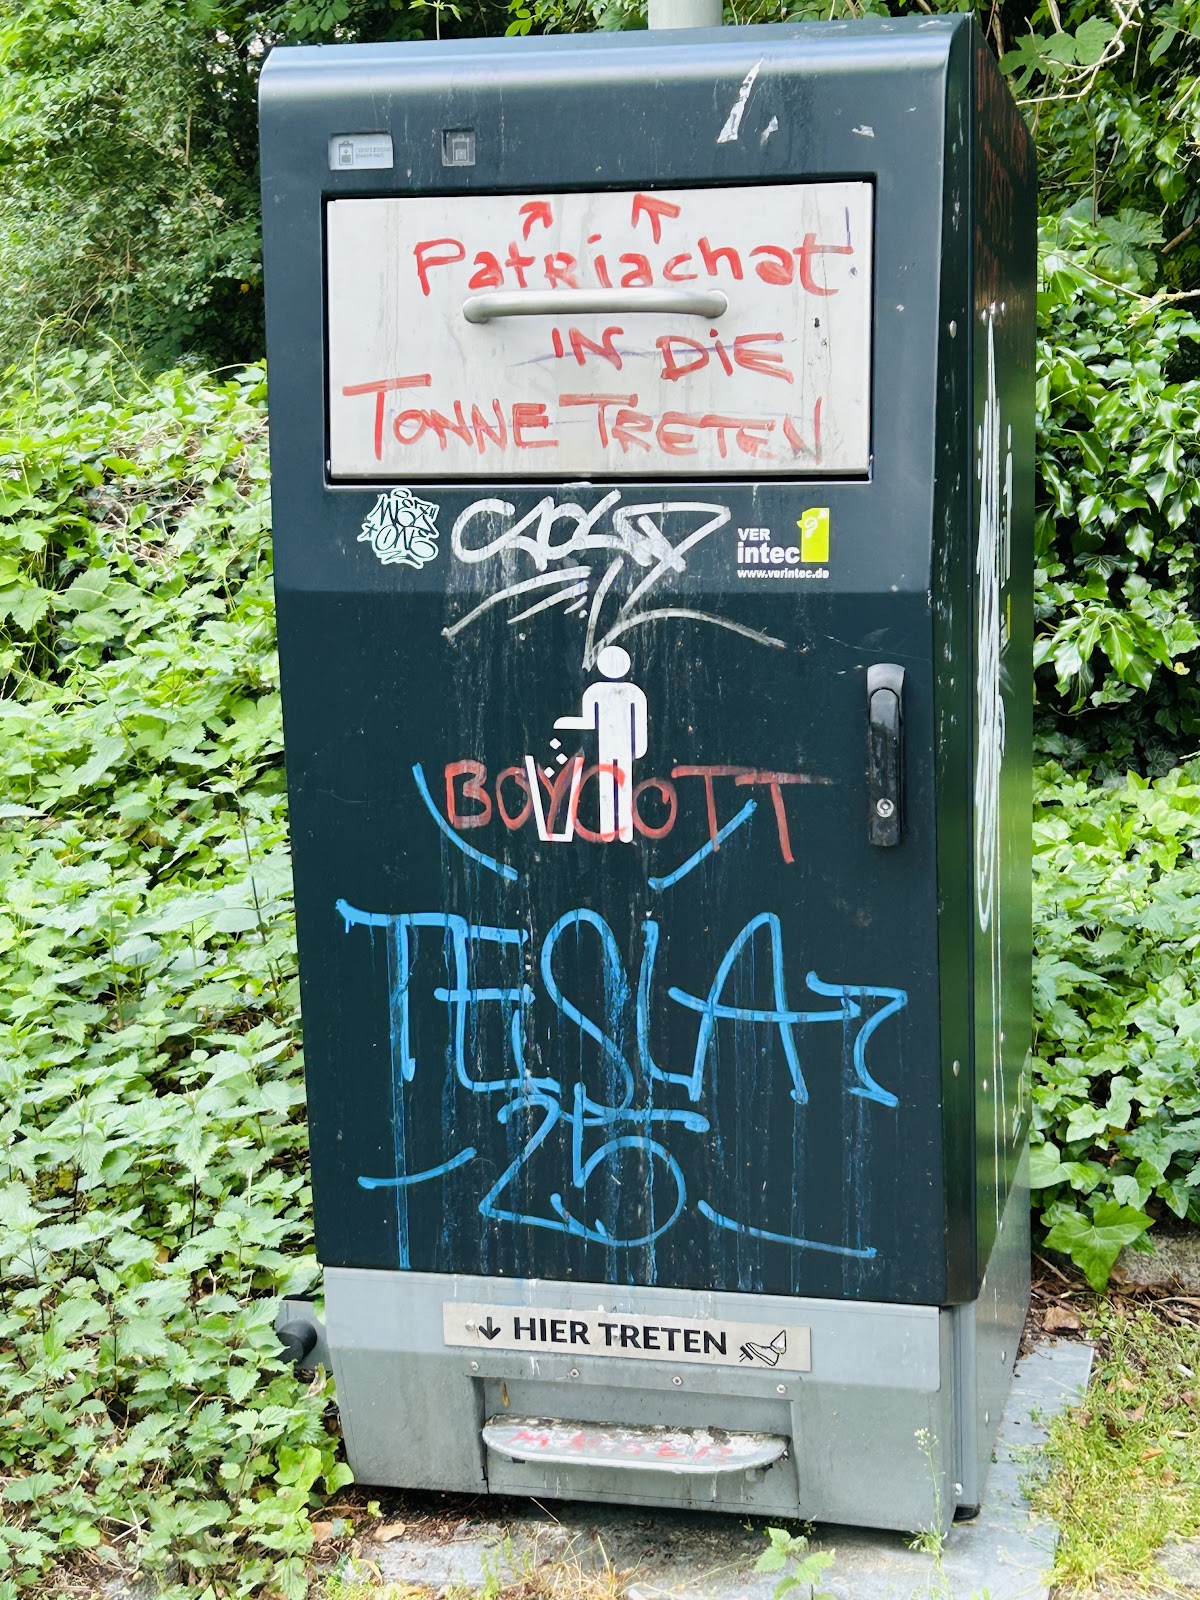 Patriachat
IN DiE
TONNE TRETEN
VER
intec
www.verintec.de
BOYCOTT
TESLA
25
HIER TRETEN